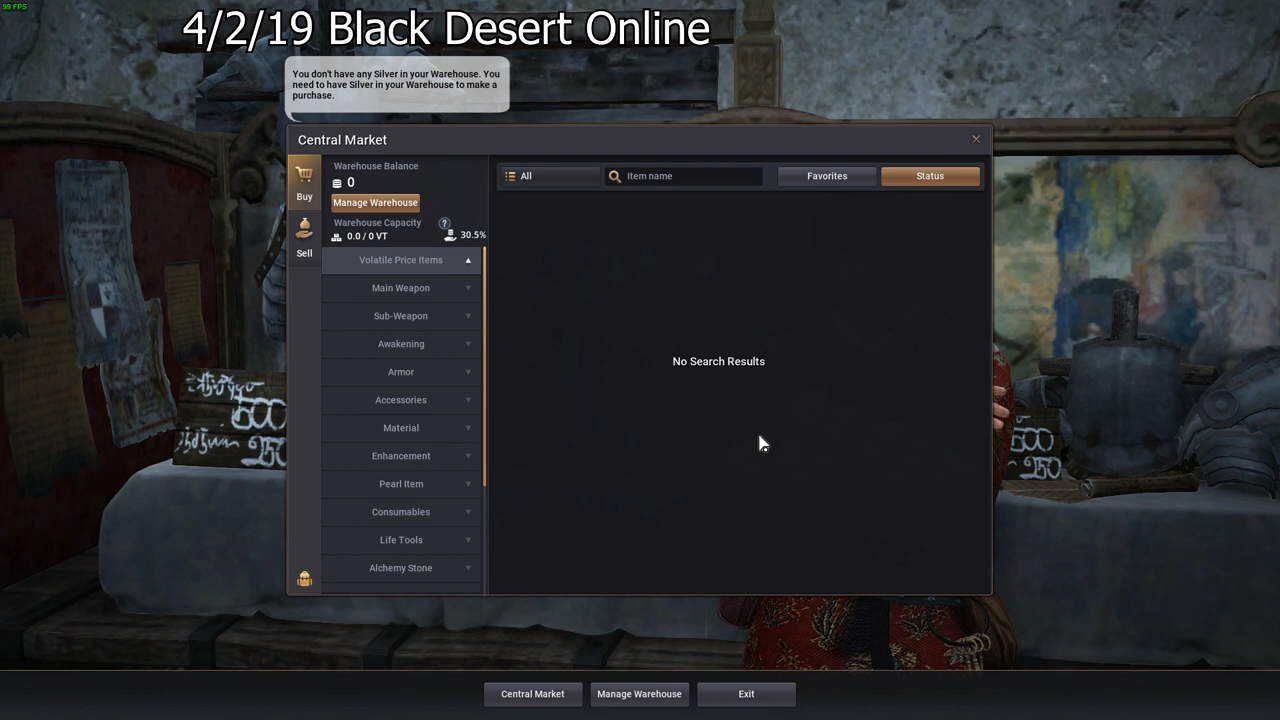 99 FPS
4/2/19 Black Desert Online
You don't have any Silver in your Warehouse. You
need to have Silver in your Warehouse to make a
purchase.
Central Market
Buy
Sell
Warehouse Balance
0
Manage Warehouse
Warehouse Capacity
?
0.0 / 0 VT
30.5%
All
Item name
Favorites
Status
Volatile Price Items
Main Weapon
Sub-Weapon
Awakening
Armor
Accessories
Material
Enhancement
Pearl Item
Consumables
Life Tools
Alchemy Stone
No Search Results
Central Market
Manage Warehouse
Exit